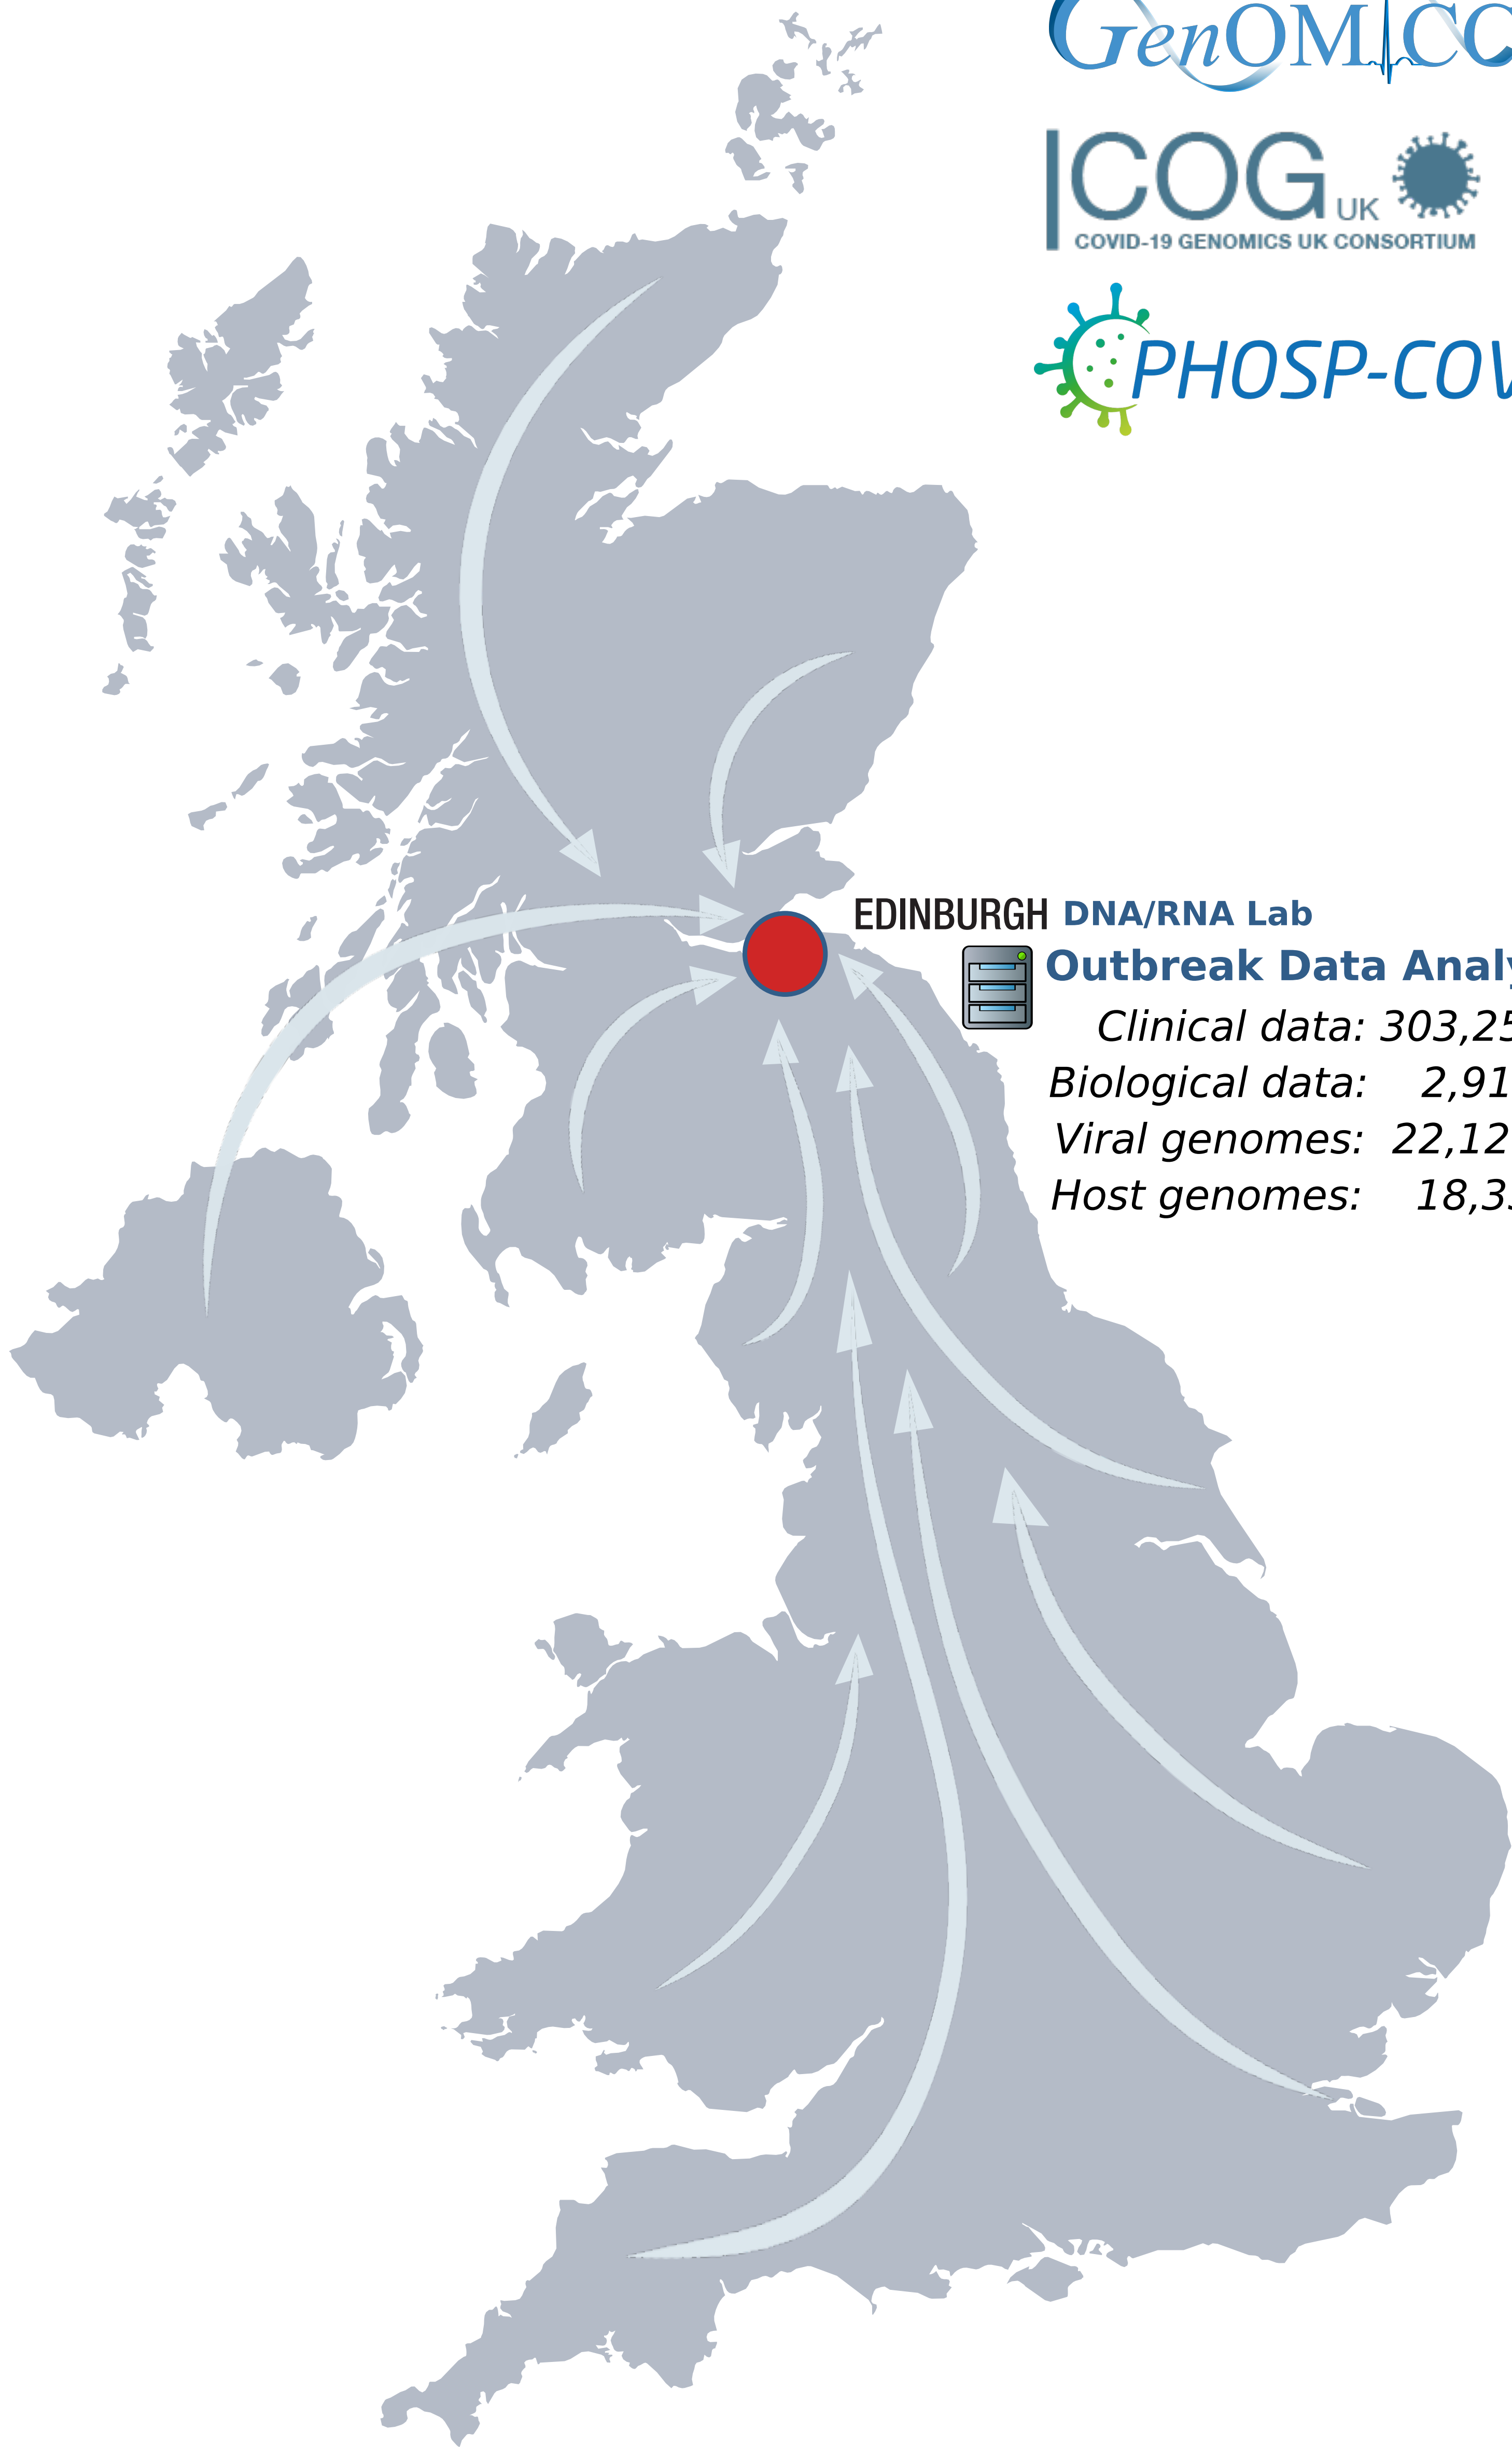 GenOMICC
COG UK
COVID-19 GENOMICS UK CONSORTIUM
PHOSP-COV
EDINBURGH DNA/RNA Lab
Outbreak Data Analy
Clinical data: 303,25
Biological data: 2,91
Viral genomes: 22,12
Host genomes: 18,3